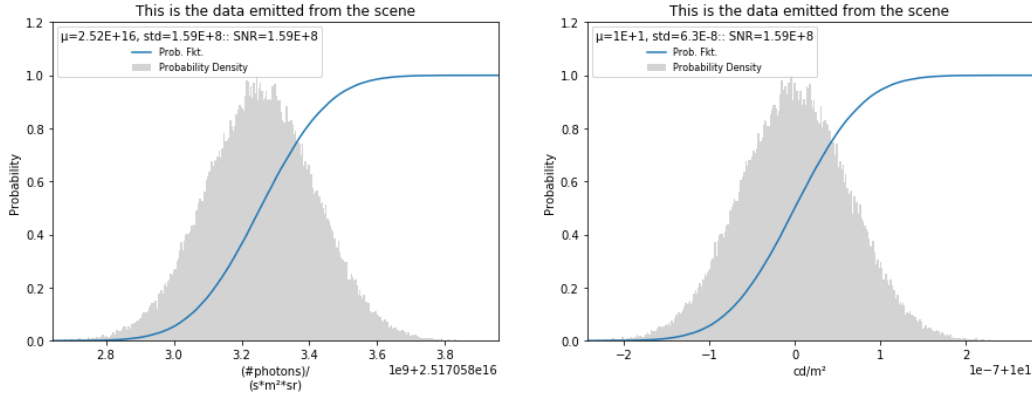 This is the data emitted from the scene
μ=2.52E+16, std=1.59E+8:: SNR=1.59E+8
Prob. Fkt.
Probability Density
Probability
1.2
1.0
0.8
0.6
0.4
0.2
0.0
2.8 3.0 3.2 3.4 3.6 3.8
(#photons)/
(s*m²*sr)
1e9+2.517058e16
This is the data emitted from the scene
μ=1E+1, std=6.3E-8:: SNR=1.59E+8
Prob. Fkt.
Probability Density
Probability
1.2
1.0
0.8
0.6
0.4
0.2
0.0
−2 −1 0 1 2
cd/m²
1e−7+1e1